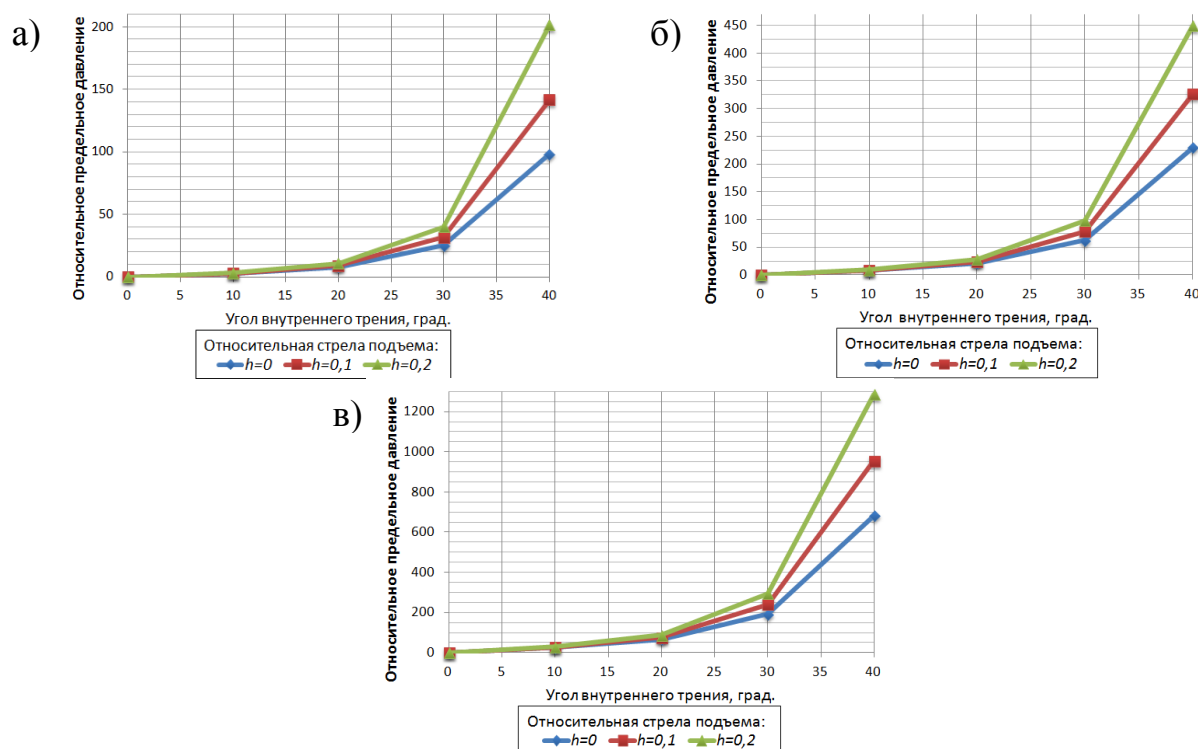 а)
Относительное предельное давление
200
150
100
50
0
0 5 10 15 20 25 30 35 40
Угол внутреннего трения, град.
Относительная стрела подъема:
h=0 h=0,1 h=0,2
б)
Относительное предельное давление
450
400
350
300
250
200
150
100
50
0
0 5 10 15 20 25 30 35 40
Угол внутреннего трения, град.
Относительная стрела подъема:
h=0 h=0,1 h=0,2
в)
Относительное предельное давление
1200
1000
800
600
400
200
0
0 5 10 15 20 25 30 35 40
Угол внутреннего трения, град.
Относительная стрела подъема:
h=0 h=0,1 h=0,2